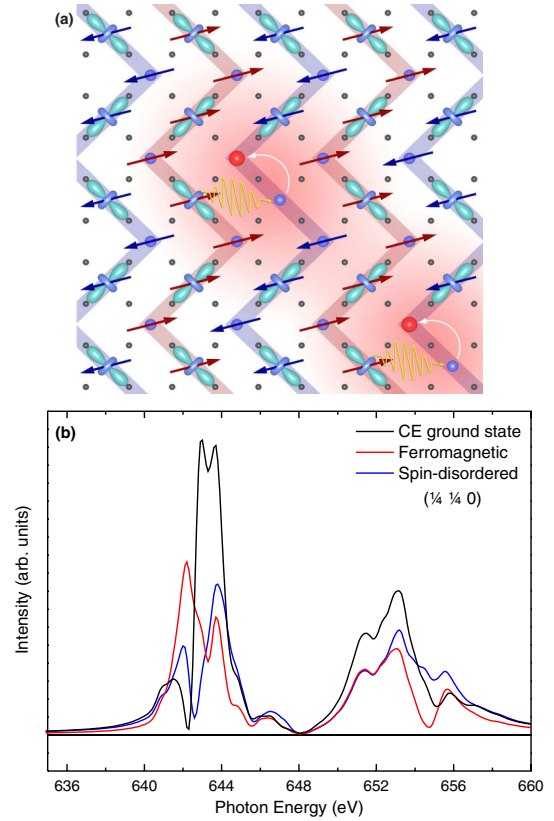 (a)
(b)
CE ground state
Ferromagnetic
Spin-disordered
(¼ ¼ 0)
Intensity (arb. units)
636 640 644 648 652 656 660
Photon Energy (eV)